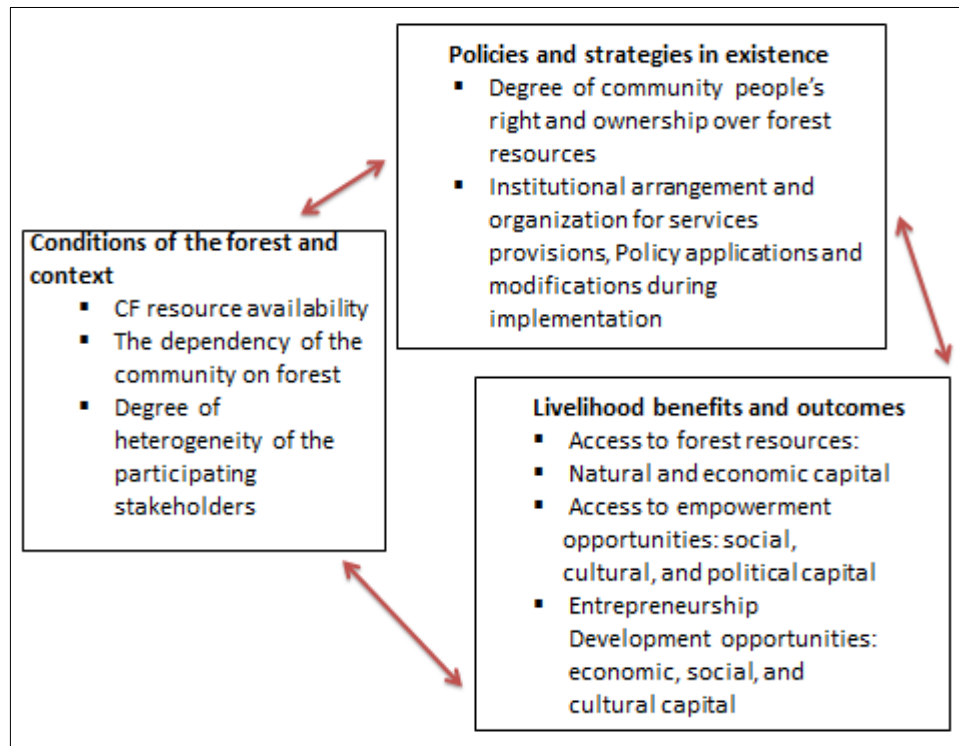 Policies and strategies in existence
▪ Degree of community people's
right and ownership over forest
resources
▪ Institutional arrangement and
organization for services
provisions, Policy applications and
modifications during
implementation
Conditions of the forest and
context
▪ CF resource availability
▪ The dependency of the
community on forest
▪ Degree of
heterogeneity of the
participating
stakeholders
Livelihood benefits and outcomes
▪ Access to forest resources:
▪ Natural and economic capital
▪ Access to empowerment
opportunities: social,
cultural, and political capital
▪ Entrepreneurship
Development opportunities:
economic, social, and
cultural capital